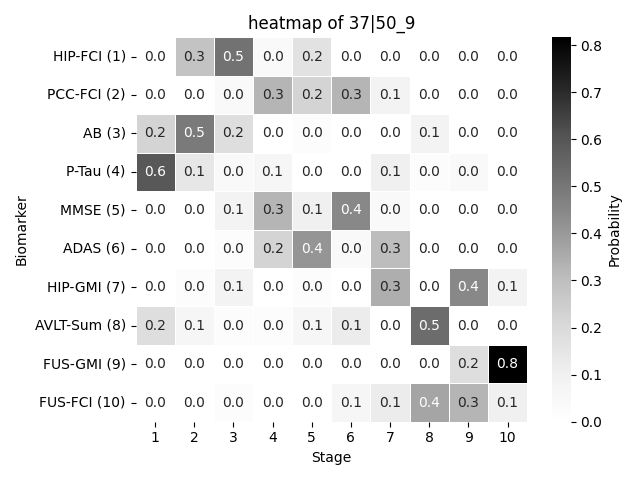 heatmap of 37|50_9
HIP-FCI (1) 0.0 0.3 0.5 0.0 0.2 0.0 0.0 0.0 0.0 0.0
PCC-FCI (2) 0.0 0.0 0.0 0.3 0.2 0.3 0.1 0.0 0.0 0.0
AB (3) 0.2 0.5 0.2 0.0 0.0 0.0 0.0 0.1 0.0 0.0
P-Tau (4) 0.6 0.1 0.0 0.1 0.0 0.0 0.1 0.0 0.0 0.0
MMSE (5) 0.0 0.0 0.1 0.3 0.1 0.4 0.0 0.0 0.0 0.0
ADAS (6) 0.0 0.0 0.0 0.2 0.4 0.0 0.3 0.0 0.0 0.0
HIP-GMI (7) 0.0 0.0 0.1 0.0 0.0 0.0 0.3 0.0 0.4 0.1
AVLT-Sum (8) 0.2 0.1 0.0 0.0 0.1 0.1 0.0 0.5 0.0 0.0
FUS-GMI (9) 0.0 0.0 0.0 0.0 0.0 0.0 0.0 0.0 0.2 0.8
FUS-FCI (10) 0.0 0.0 0.0 0.0 0.0 0.1 0.1 0.4 0.3 0.1
1 2 3 4 5 6 7 8 9 10
Stage
Biomarker
0.8
0.7
0.6
0.5
0.4
0.3
0.2
0.1
0.0
Probability